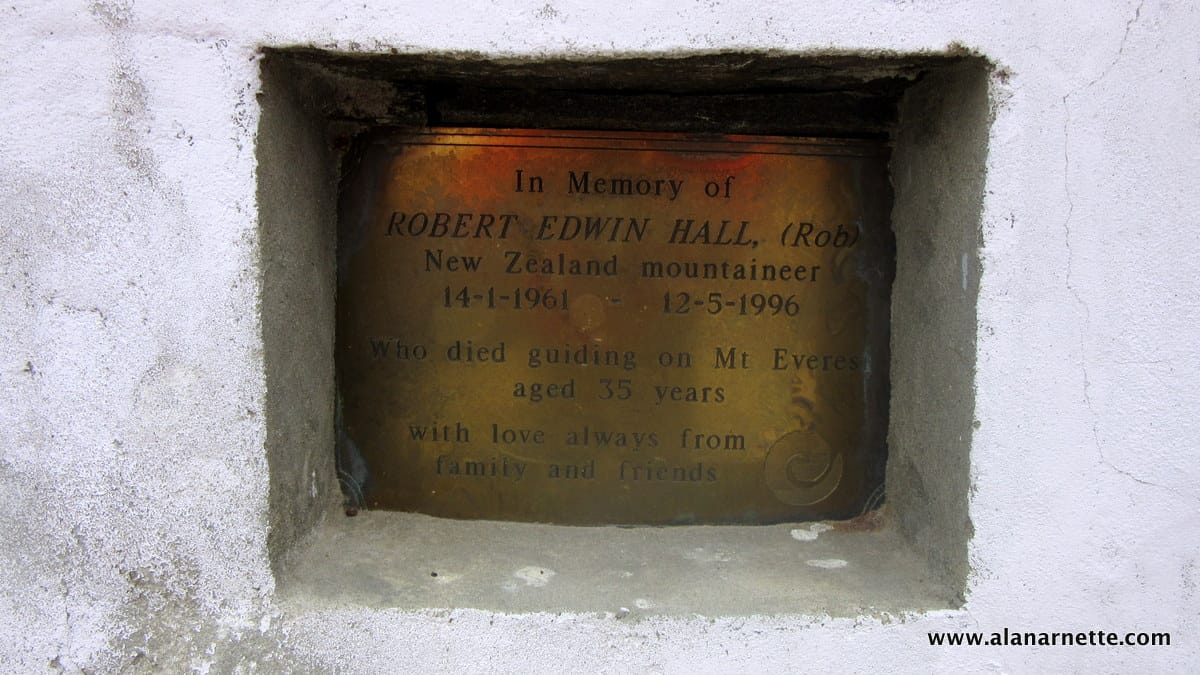 In Memory of
ROBERT EDWIN HALL, (Rob)
New Zealand mountaineer
14-1-1961 - 12-5-1996
Who died guiding on Mt Everest
aged 35 years
with love always from
family and friends
www.alanarnette.com